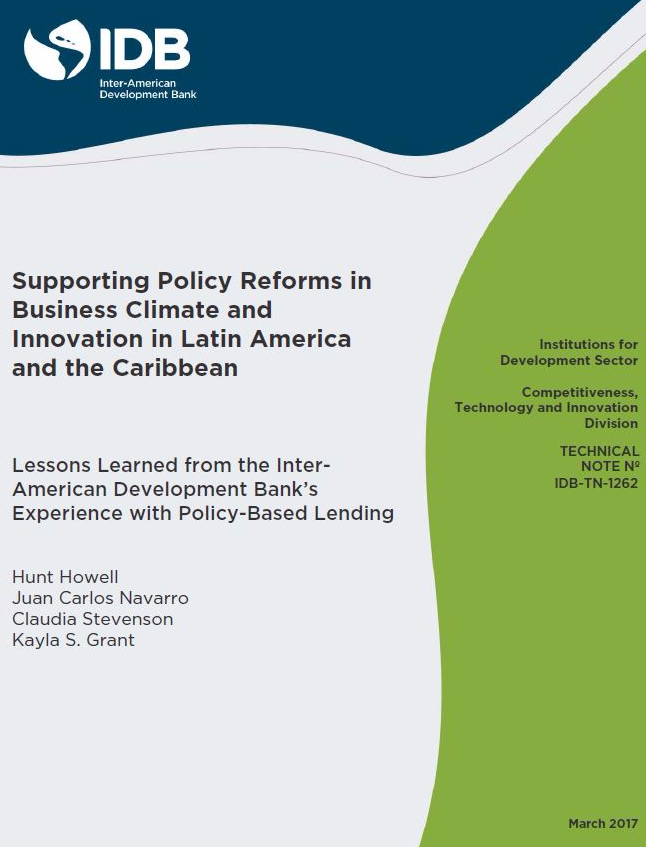 IDB
Inter-American
Development Bank
Supporting Policy Reforms in
Business Climate and
Innovation in Latin America
and the Caribbean
Lessons Learned from the Inter-
American Development Bank’s
Experience with Policy-Based Lending
Hunt Howell
Juan Carlos Navarro
Claudia Stevenson
Kayla S. Grant
Institutions for
Development Sector
Competitiveness,
Technology and Innovation
Division
TECHNICAL
NOTE Nº
IDB-TN-1262
March 2017